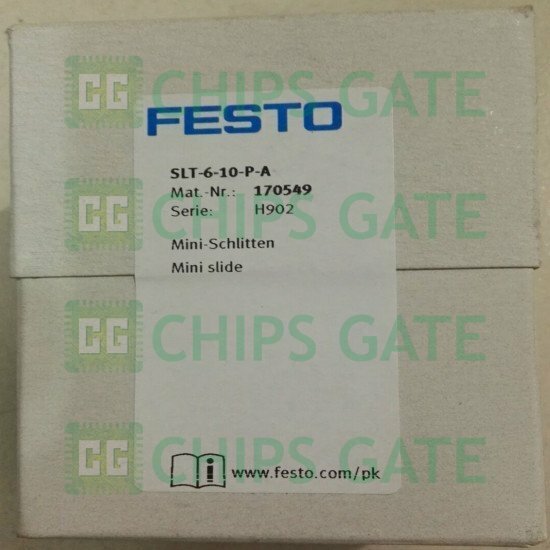 CG CHIPS GATE
FESTO
SLT-6-10-P-A
Mat.-Nr.: 170549
CG CHIPS GATE
Serie: H902
Mini-Schlitten
Mini slide
CG CHIPS GATE
CG CHIPS GATE
i www.festo.com/pk